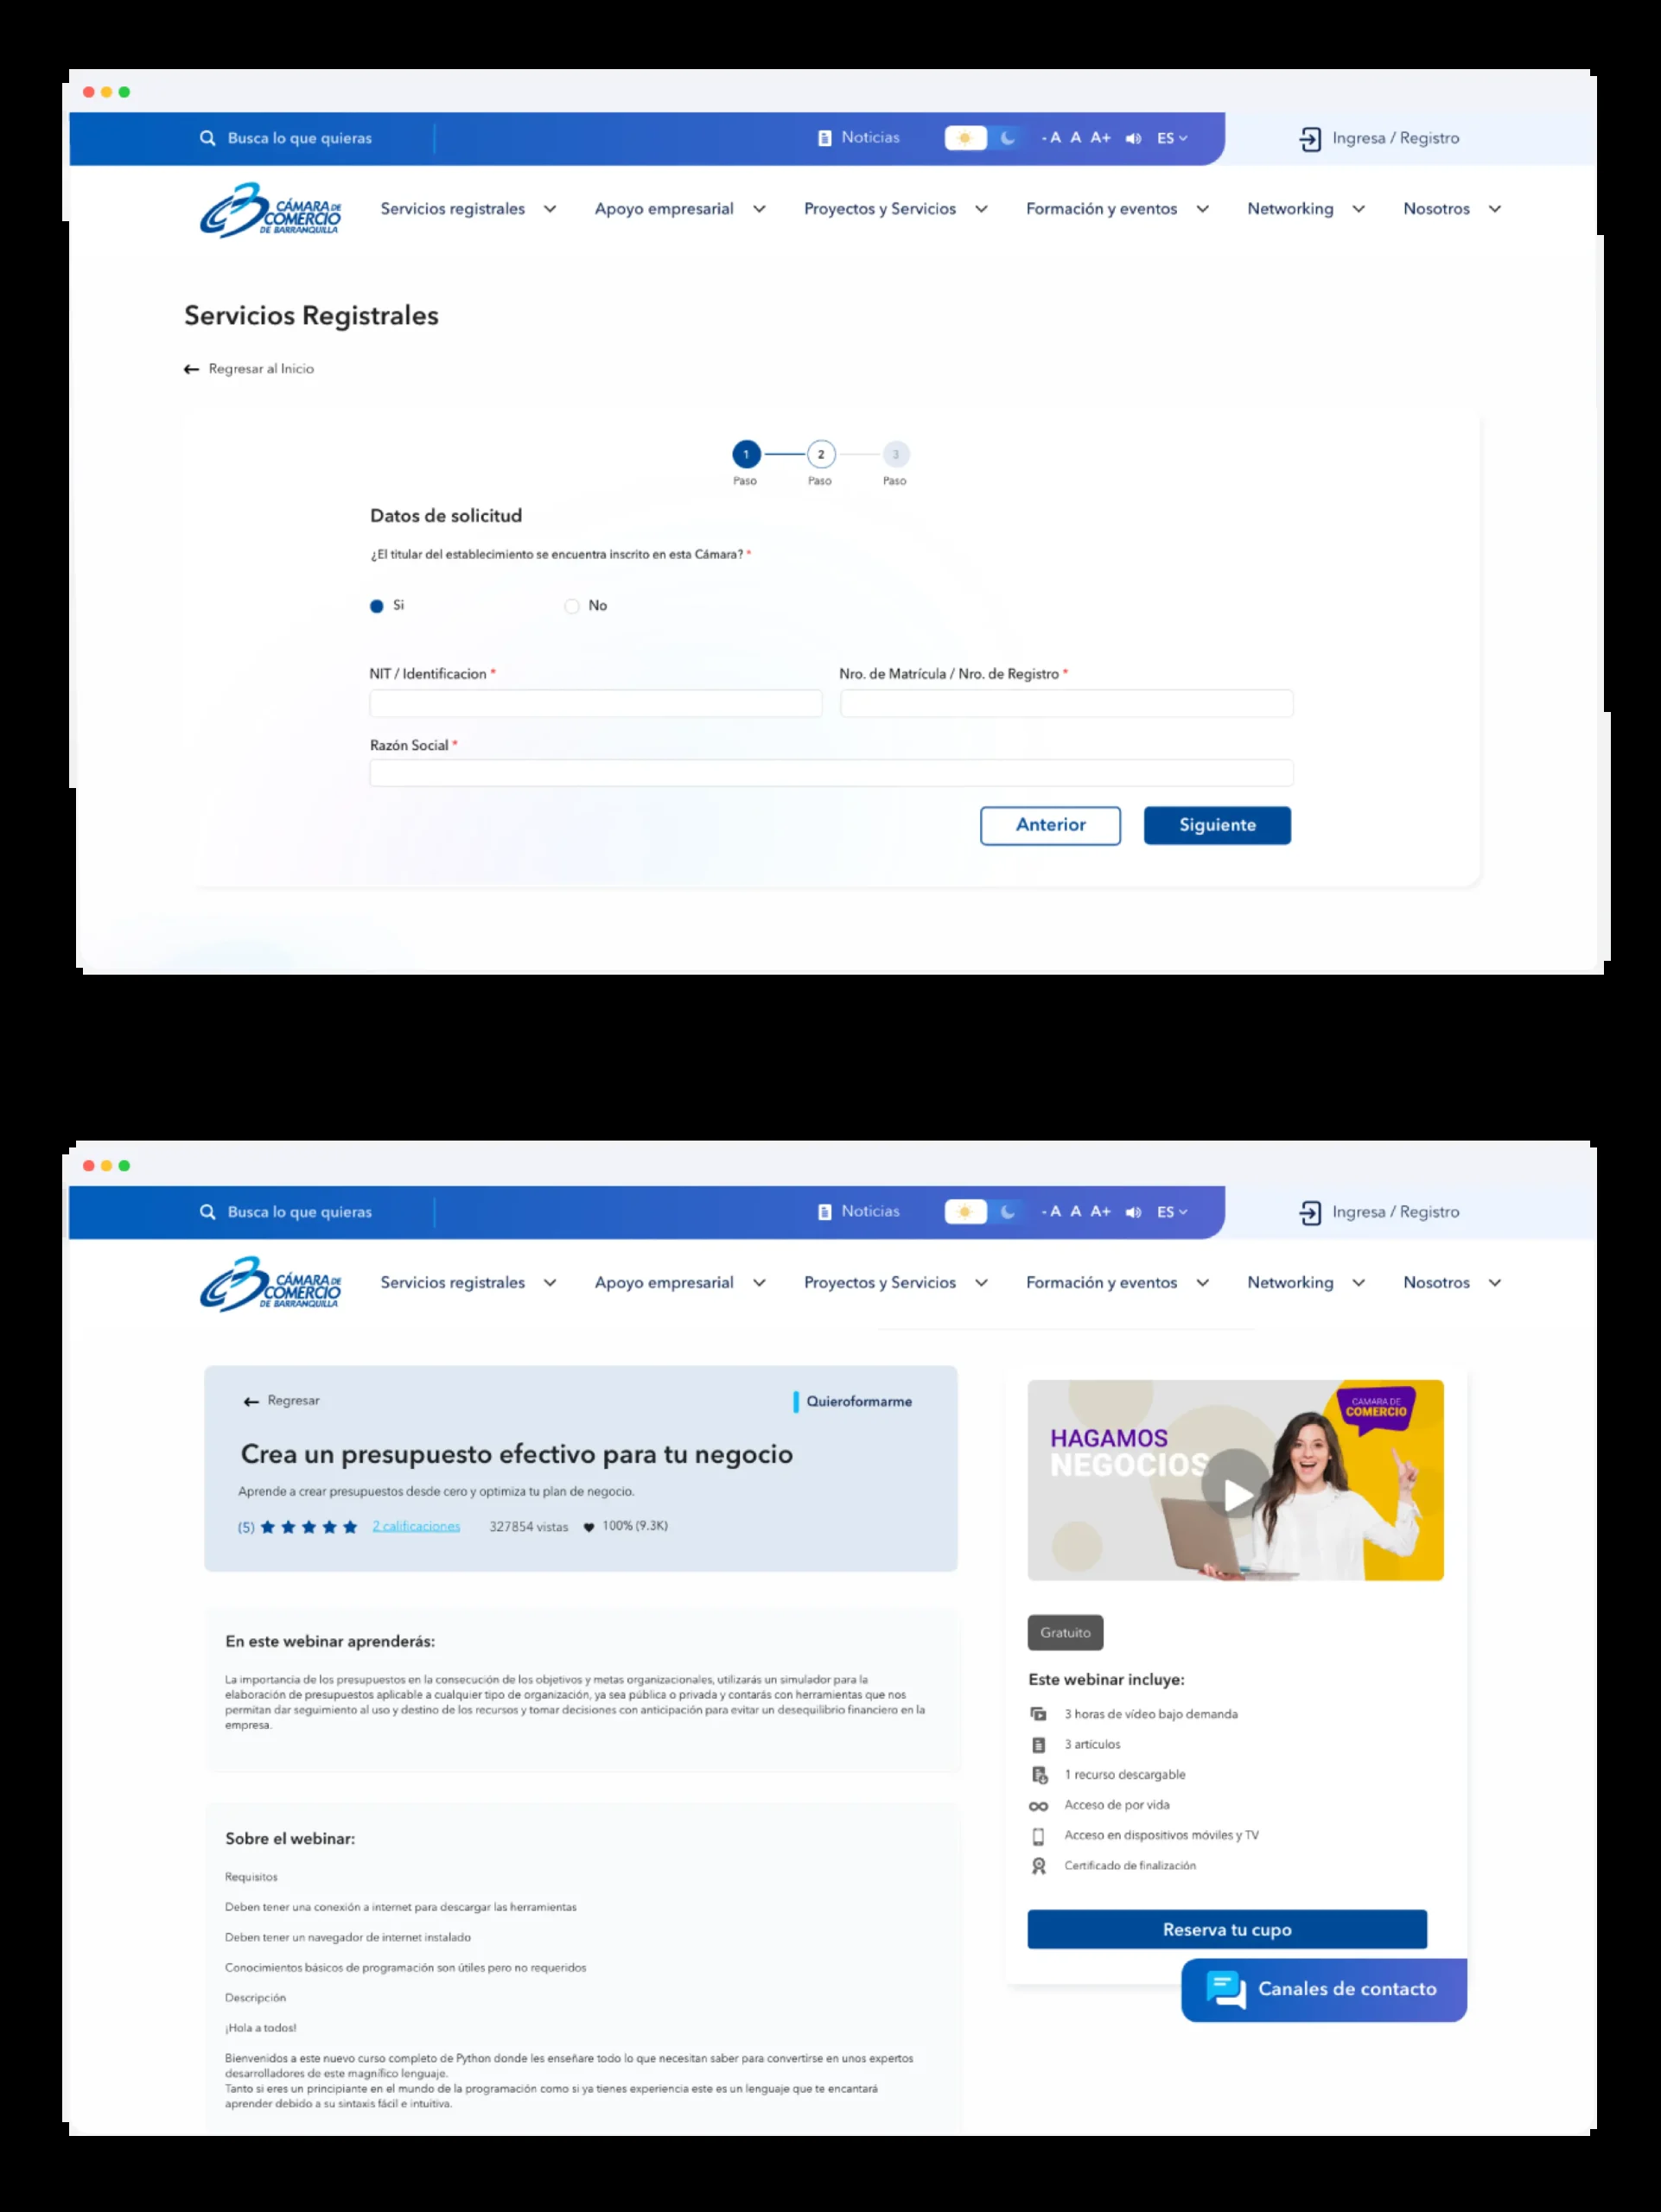 Busca lo que quieras Noticias - A A A+ ES Ingresa / Registro
CÁMARA DE
COMERCIO
DE BARRANQUILLA
Servicios registrales Apoyo empresarial Proyectos y Servicios Formación y eventos Networking Nosotros
Servicios Registrales
Regresar al Inicio
1 2 3
Paso Paso Paso
Datos de solicitud
¿El titular del establecimiento se encuentra inscrito en esta Cámara? *
Si No
NIT / Identificacion * Nro. de Matrícula / Nro. de Registro *
Razón Social *
Anterior Siguiente
Busca lo que quieras Noticias - A A A+ ES Ingresa / Registro
CÁMARA DE
COMERCIO
DE BARRANQUILLA
Servicios registrales Apoyo empresarial Proyectos y Servicios Formación y eventos Networking Nosotros
Regresar Quieroformarme
Crea un presupuesto efectivo para tu negocio
Aprende a crear presupuestos desde cero y optimiza tu plan de negocio.
(5) 2 calificaciones 327854 vistas 100% (9.3K)
En este webinar aprenderás:
La importancia de los presupuestos en la consecución de los objetivos y metas organizacionales, utilizarás un simulador para la
elaboración de presupuestos aplicable a cualquier tipo de organización, ya sea pública o privada y contarás con herramientas que nos
permitan dar seguimiento al uso y destino de los recursos y tomar decisiones con anticipación para evitar un desequilibrio financiero en la
empresa.
Sobre el webinar:
Requisitos
Deben tener una conexión a internet para descargar las herramientas
Deben tener un navegador de internet instalado
Conocimientos básicos de programación son útiles pero no requeridos
Descripción
¡Hola a todos!
Bienvenidos a este nuevo curso completo de Python donde les enseñare todo lo que necesitan saber para convertirse en unos expertos
desarrolladores de este magnífico lenguaje.
Tanto si eres un principiante en el mundo de la programación como si ya tienes experiencia este es un lenguaje que te encantará
aprender debido a su sintaxis fácil e intuitiva.
CAMARA DE
COMERCIO
HAGAMOS
NEGOCIOS
Gratuito
Este webinar incluye:
3 horas de vídeo bajo demanda
3 artículos
1 recurso descargable
Acceso de por vida
Acceso en dispositivos móviles y TV
Certificado de finalización
Reserva tu cupo
Canales de contacto